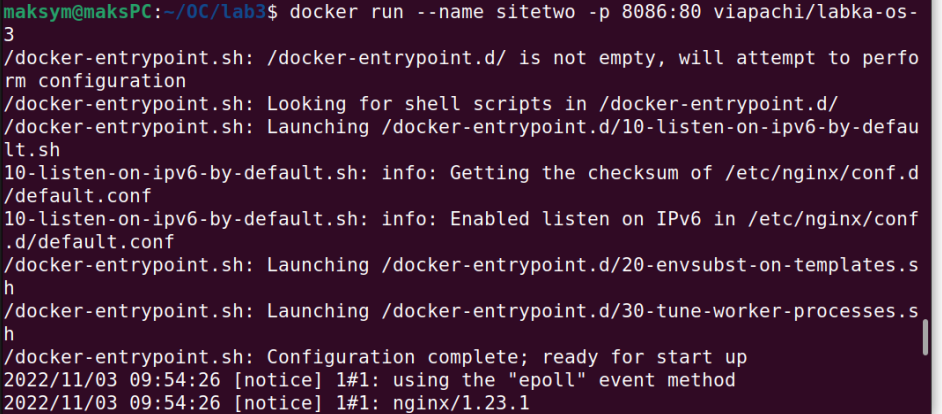 maksym@maksPC:~/OC/lab3$ docker run --name sitetwo -p 8086:80 viapachi/labka-os-
3
/docker-entrypoint.sh: /docker-entrypoint.d/ is not empty, will attempt to perfo
rm configuration
/docker-entrypoint.sh: Looking for shell scripts in /docker-entrypoint.d/
/docker-entrypoint.sh: Launching /docker-entrypoint.d/10-listen-on-ipv6-by-defau
lt.sh
10-listen-on-ipv6-by-default.sh: info: Getting the checksum of /etc/nginx/conf.d
/default.conf
10-listen-on-ipv6-by-default.sh: info: Enabled listen on IPv6 in /etc/nginx/conf
.d/default.conf
/docker-entrypoint.sh: Launching /docker-entrypoint.d/20-envsubst-on-templates.s
h
/docker-entrypoint.sh: Launching /docker-entrypoint.d/30-tune-worker-processes.s
h
/docker-entrypoint.sh: Configuration complete; ready for start up
2022/11/03 09:54:26 [notice] 1#1: using the "epoll" event method
2022/11/03 09:54:26 [notice] 1#1: nginx/1.23.1